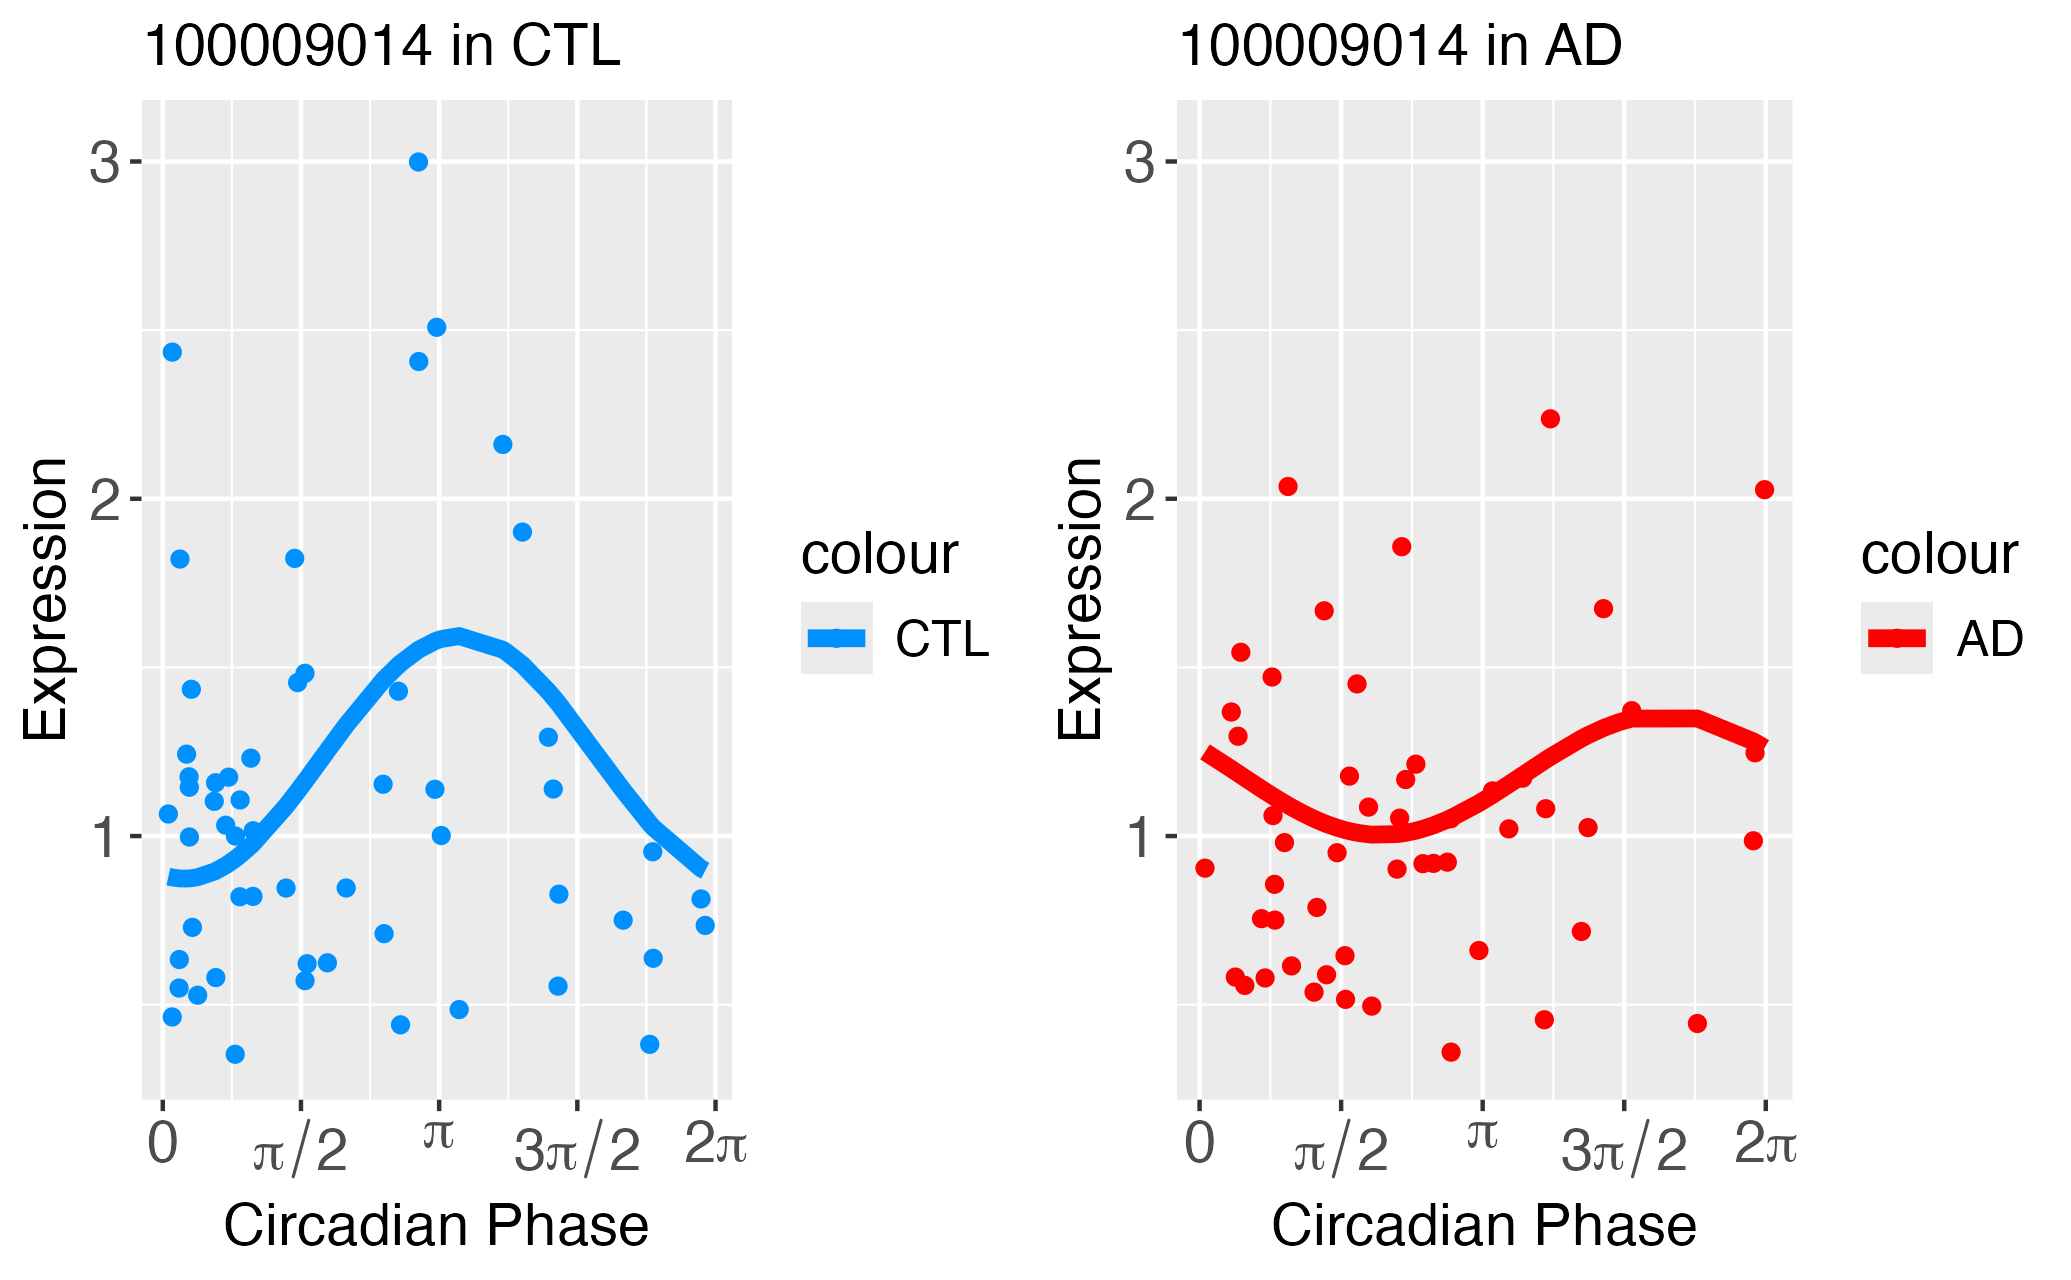 100009014 in CTL
3
2
1
Expression
0
π/2
π
3π/2
2π
Circadian Phase
colour
CTL
100009014 in AD
3
2
1
Expression
0
π/2
π
3π/2
2π
Circadian Phase
colour
AD